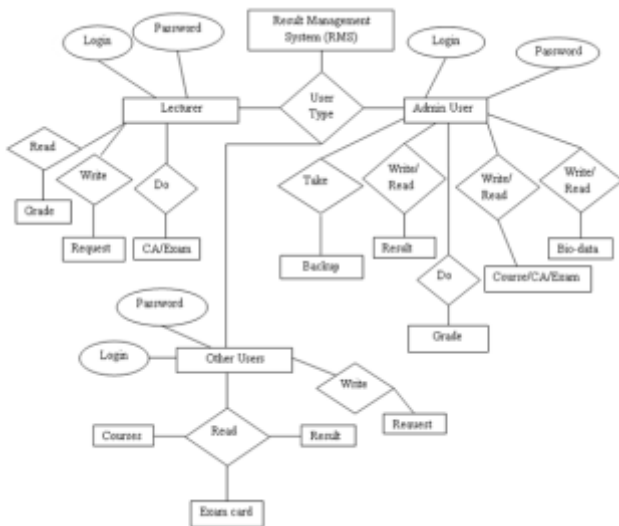 Result Management
System (RMS)
Login
Password
Login
Password
Lecturer
User
Type
Admin User
Read
Write
Do
Take
Write/
Read
Write/
Read
Write/
Read
Grade
Request
CA/Exam
Backup
Result
Course/CA/Exam
Bio-data
Do
Grade
Password
Login
Other Users
Write
Request
Courses
Read
Result
Exam card